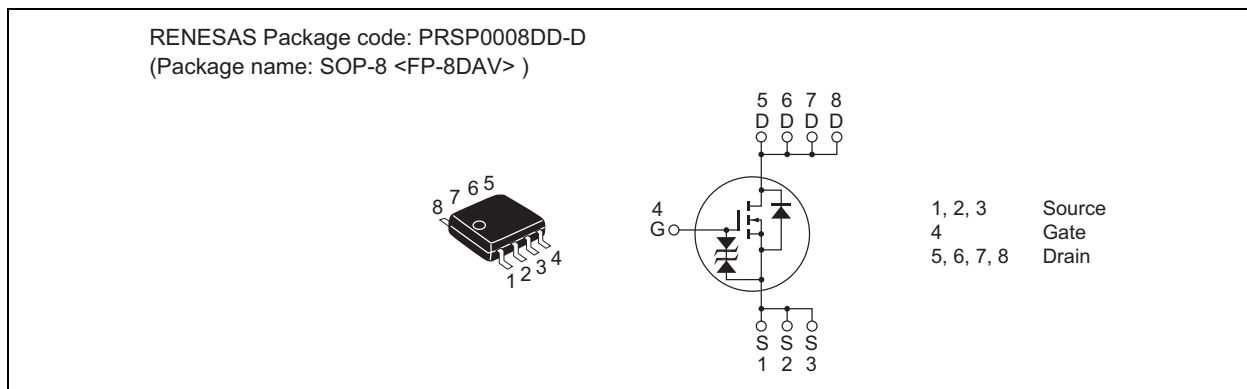 RENESAS Package code: PRSP0008DD-D
(Package name: SOP-8 <FP-8DAV> )
5 6 7 8
D D D D
8 7 6 5
1 2 3 4
4
G
S S S
1 2 3
1, 2, 3 Source
4 Gate
5, 6, 7, 8 Drain